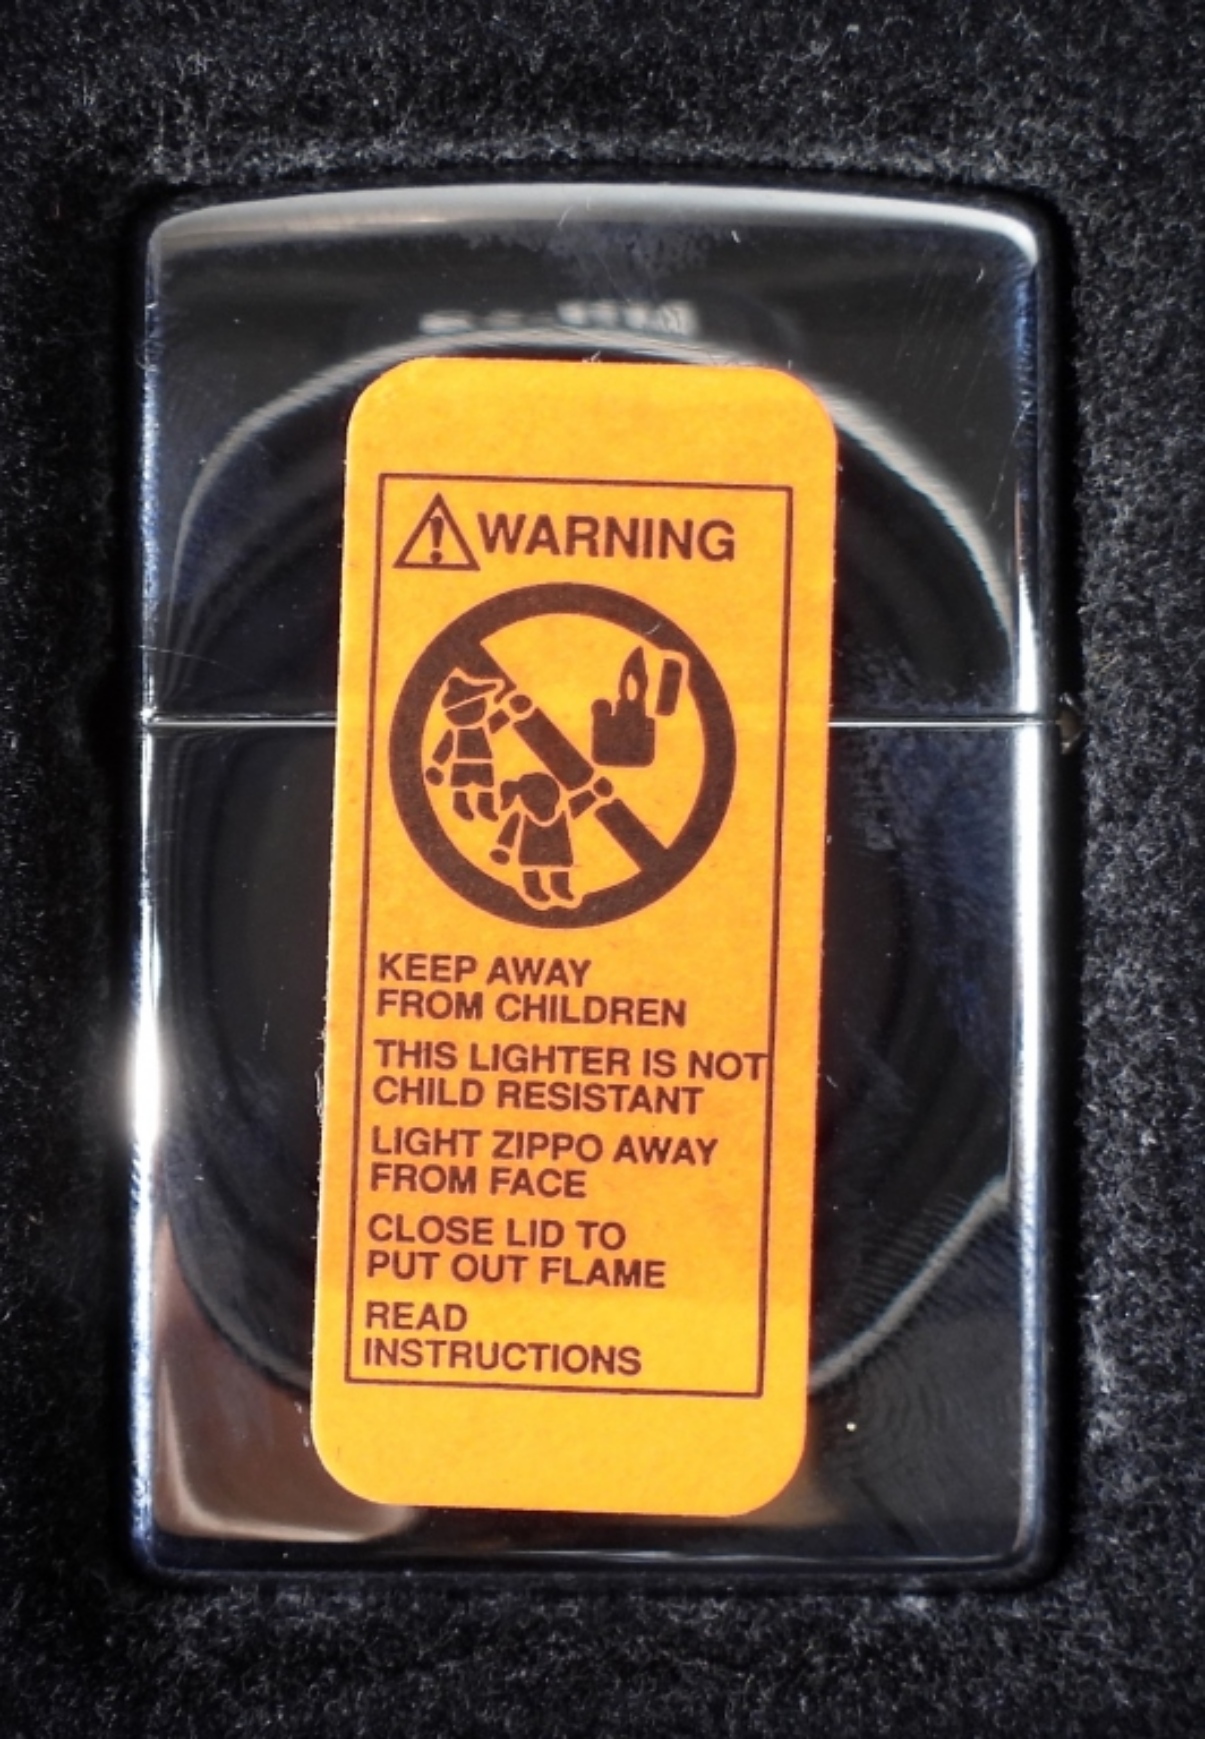 WARNING
KEEP AWAY
FROM CHILDREN
THIS LIGHTER IS NOT
CHILD RESISTANT
LIGHT ZIPPO AWAY
FROM FACE
CLOSE LID TO
PUT OUT FLAME
READ
INSTRUCTIONS